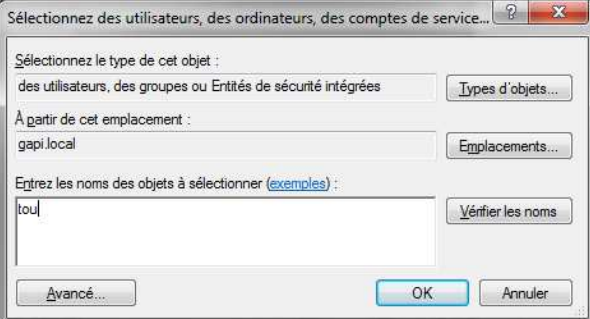 Sélectionnez des utilisateurs, des ordinateurs, des comptes de service...
Sélectionnez le type de cet objet :
des utilisateurs, des groupes ou Entités de sécurité intégrées
Types d'objets...
À partir de cet emplacement :
gapi.local
Emplacements...
Entrez les noms des objets à sélectionner (exemples) :
tou
Vérifier les noms
Avancé...
OK
Annuler